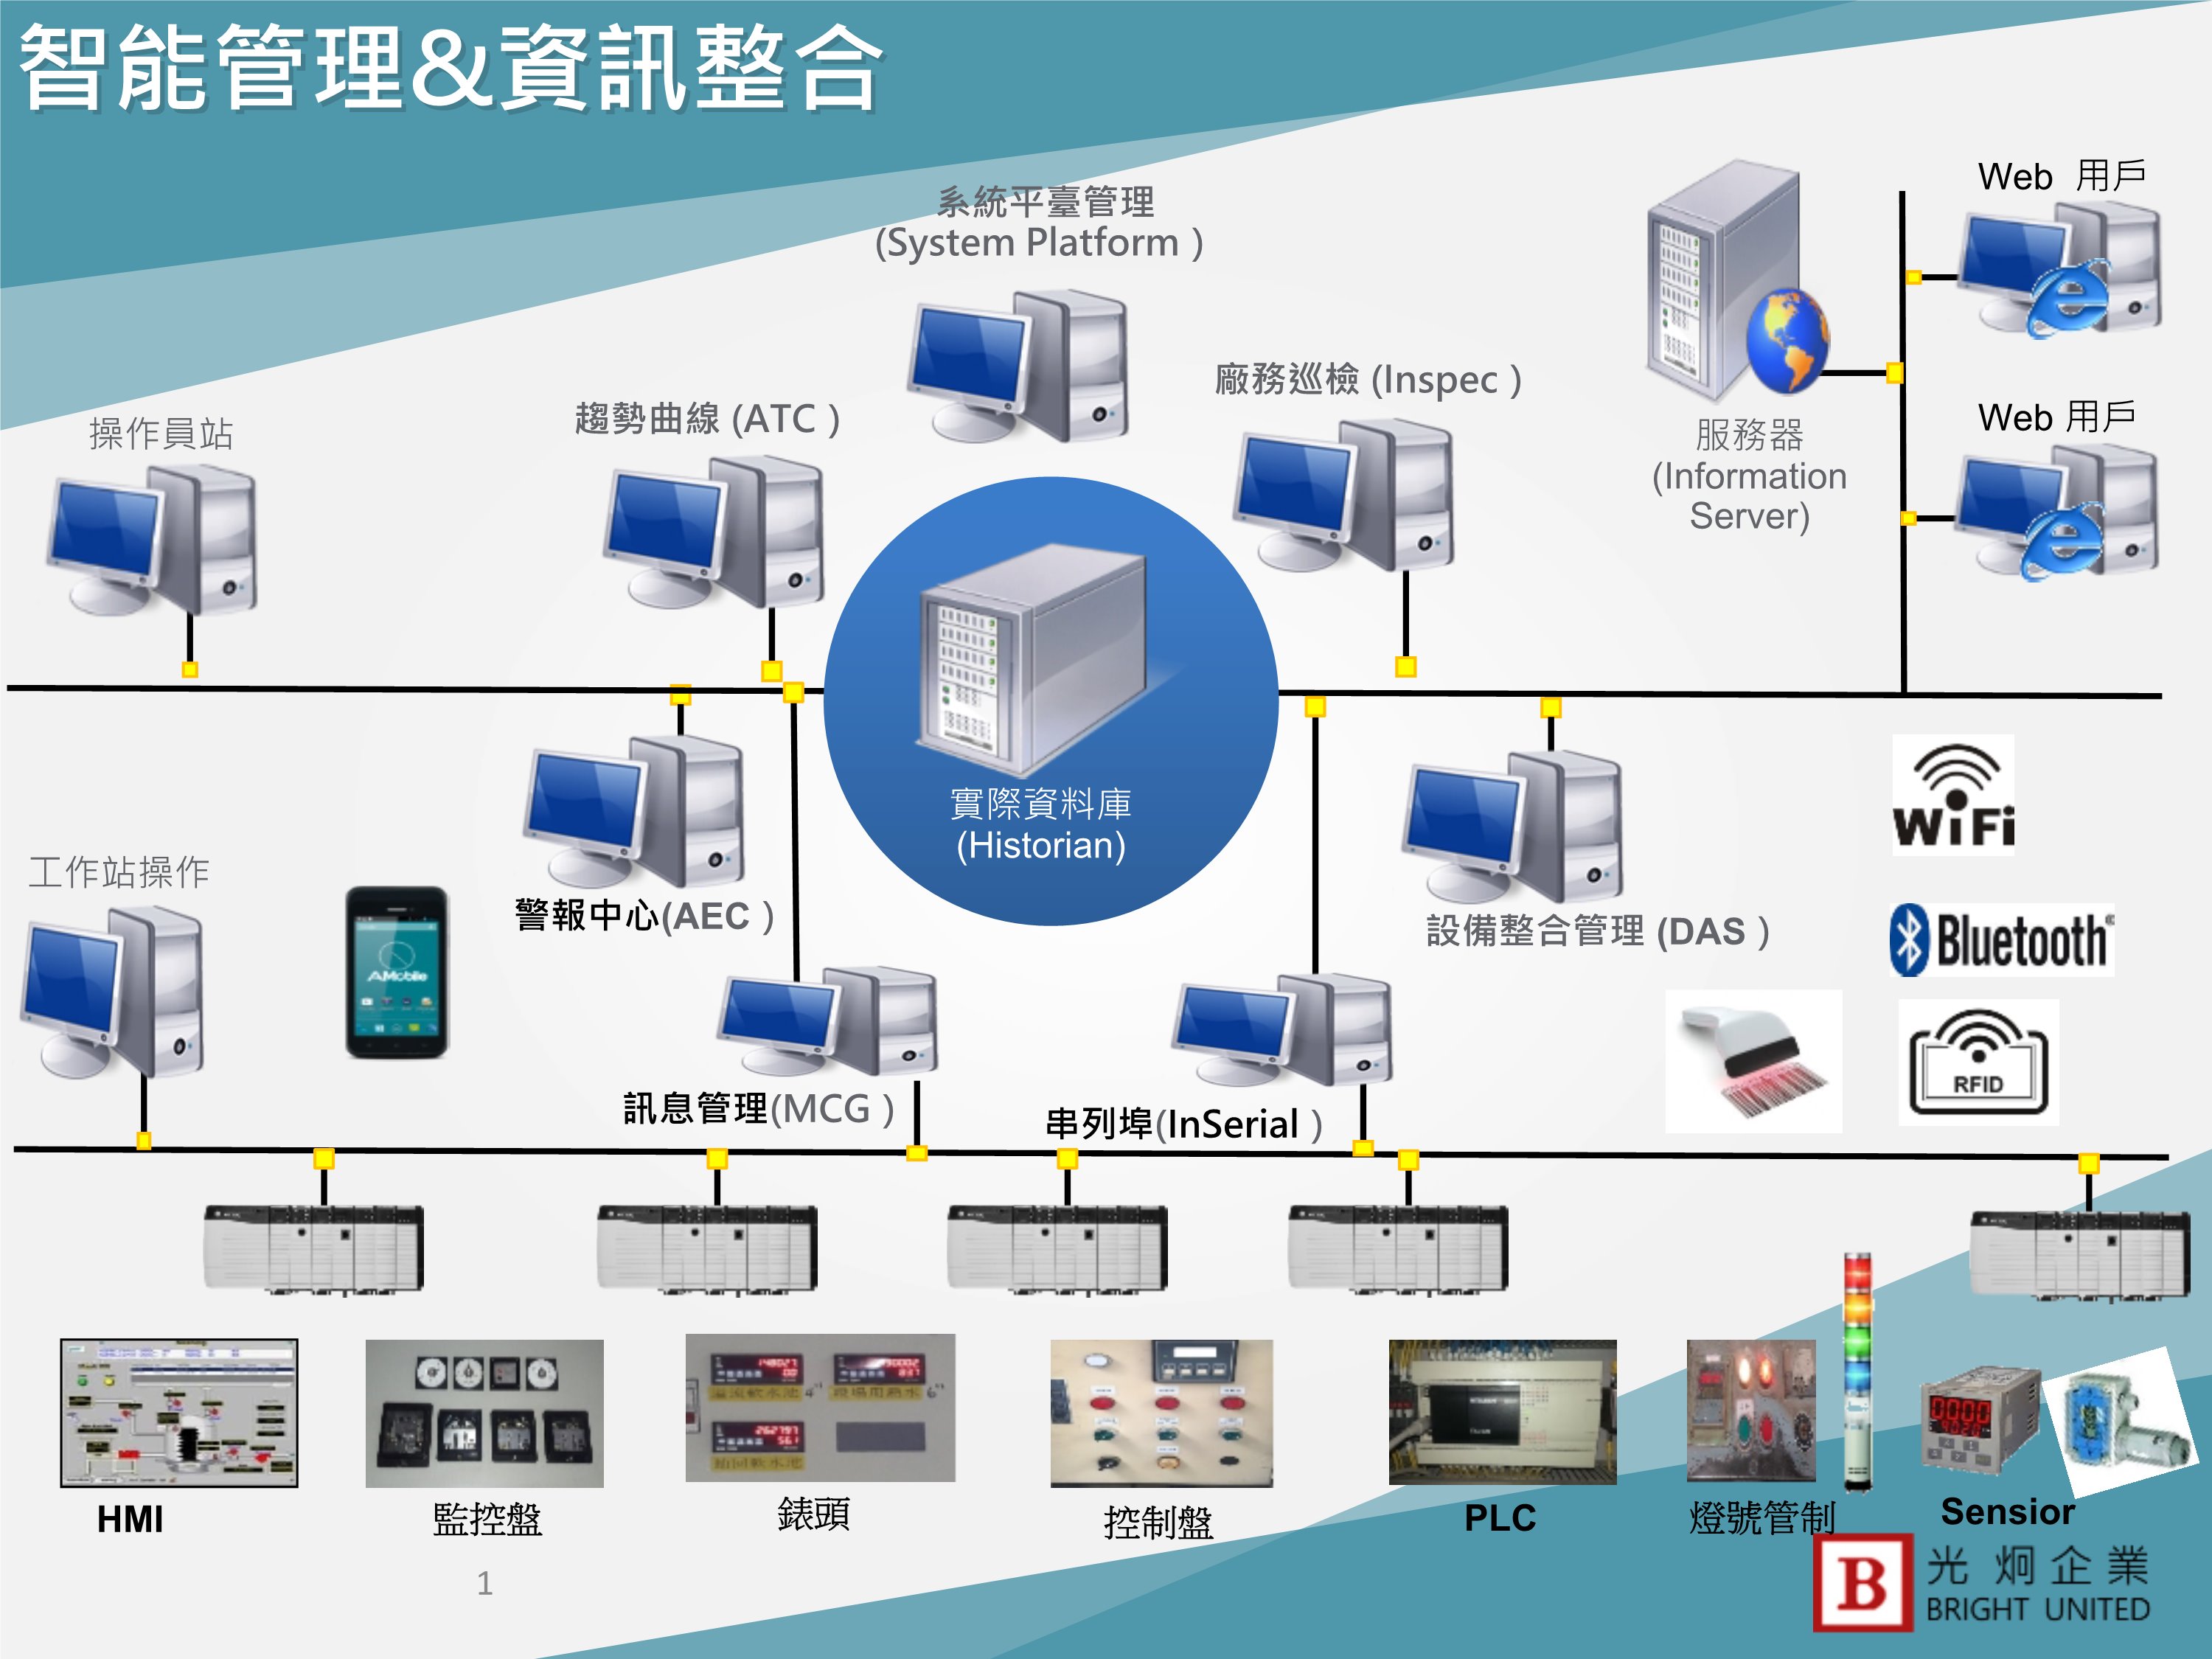 智能管理&資訊整合
系統平臺管理
(System Platform )
Web 用戶
廠務巡檢 (Inspec )
趨勢曲線 (ATC )
操作員站
服務器
(Information
Server)
Web 用戶
實際資料庫
(Historian)
WiFi
工作站操作
AMobile
警報中心(AEC )
設備整合管理 (DAS )
Bluetooth®
RFID
訊息管理(MCG )
串列埠(InSerial )
HMI
監控盤
錶頭
控制盤
PLC
燈號管制
Sensior
1
B
光炯企業
BRIGHT UNITED